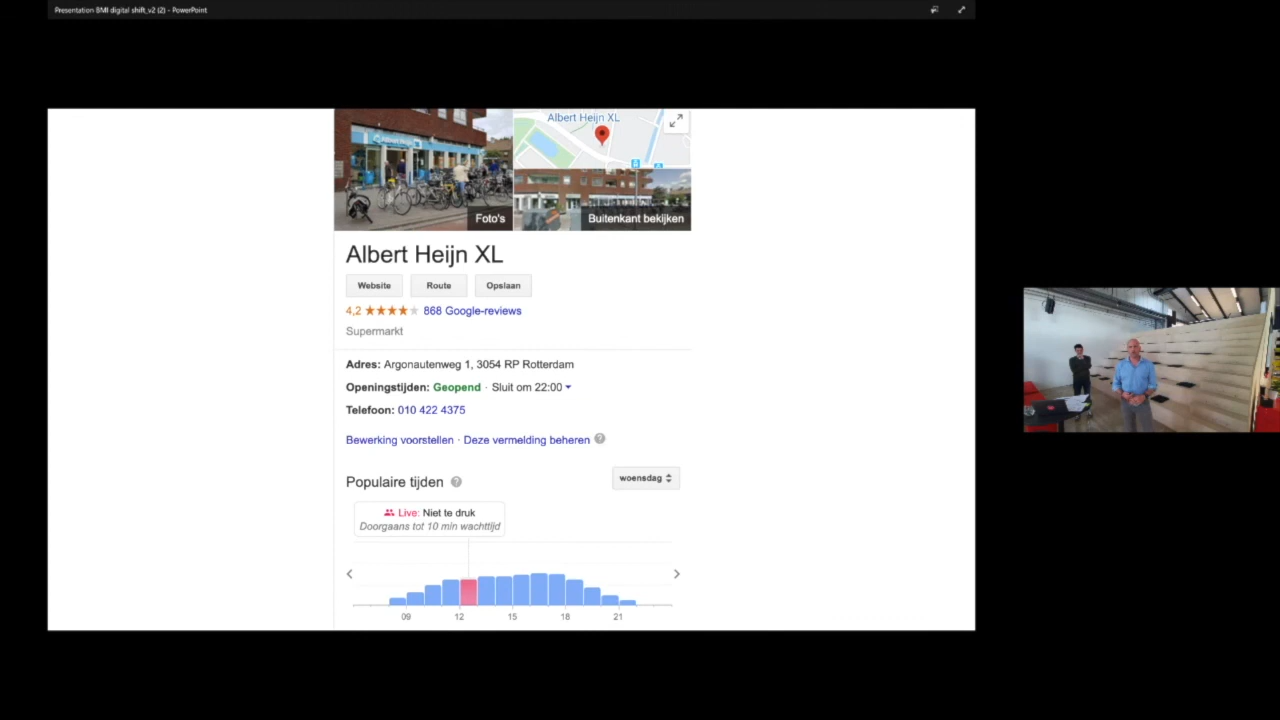 Presentation BMI digital shift_v2 (2) - PowerPoint
Albert Heijn XL
Albert Heijn
Foto's
Buitenkant bekijken
Albert Heijn XL
Website
Route
Opslaan
4,2 868 Google-reviews
Supermarkt
Adres: Argonautenweg 1, 3054 RP Rotterdam
Openingstijden: Geopend · Sluit om 22:00
Telefoon: 010 422 4375
Bewerking voorstellen · Deze vermelding beheren ?
Populaire tijden ?
woensdag
Live: Niet te druk
Doorgaans tot 10 min wachttijd
09 12 15 18 21